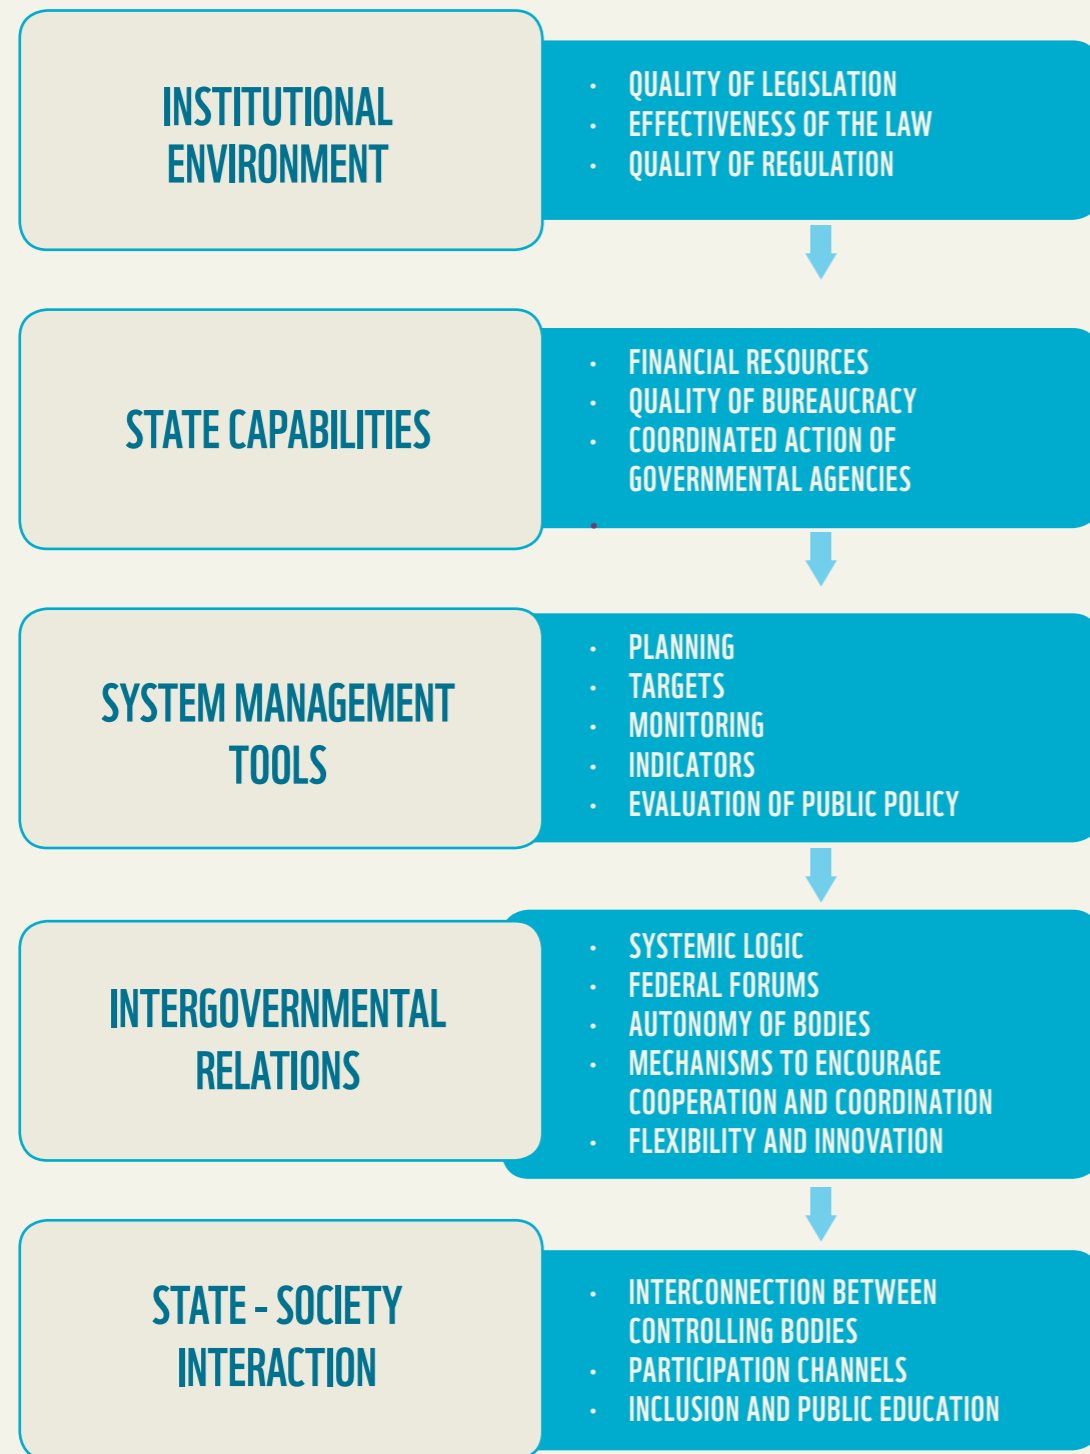 INSTITUTIONAL
ENVIRONMENT
· QUALITY OF LEGISLATION
· EFFECTIVENESS OF THE LAW
· QUALITY OF REGULATION
STATE CAPABILITIES
· FINANCIAL RESOURCES
· QUALITY OF BUREAUCRACY
· COORDINATED ACTION OF
GOVERNMENTAL AGENCIES
·
SYSTEM MANAGEMENT
TOOLS
· PLANNING
· TARGETS
· MONITORING
· INDICATORS
· EVALUATION OF PUBLIC POLICY
INTERGOVERNMENTAL
RELATIONS
· SYSTEMIC LOGIC
· FEDERAL FORUMS
· AUTONOMY OF BODIES
· MECHANISMS TO ENCOURAGE
COOPERATION AND COORDINATION
· FLEXIBILITY AND INNOVATION
STATE - SOCIETY
INTERACTION
· INTERCONNECTION BETWEEN
CONTROLLING BODIES
· PARTICIPATION CHANNELS
· INCLUSION AND PUBLIC EDUCATION